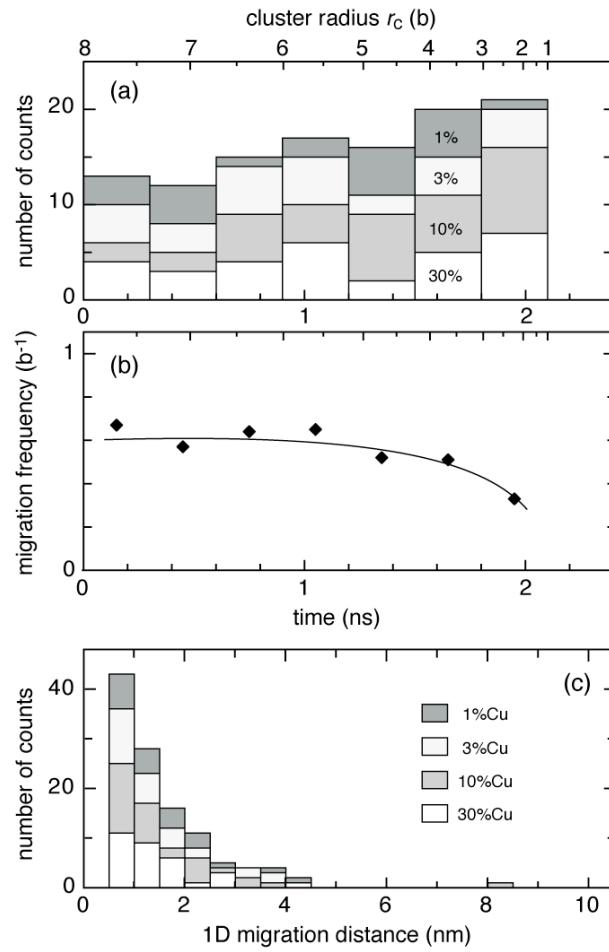 cluster radius r_C (b)
8 7 6 5 4 3 2 1
(a)
number of counts
20
10
0
1%
3%
10%
30%
0 1 2
(b)
migration frequency (b⁻¹)
1
0
0 1 2
time (ns)
(c)
number of counts
40
20
0
1%Cu
3%Cu
10%Cu
30%Cu
0 2 4 6 8 10
1D migration distance (nm)